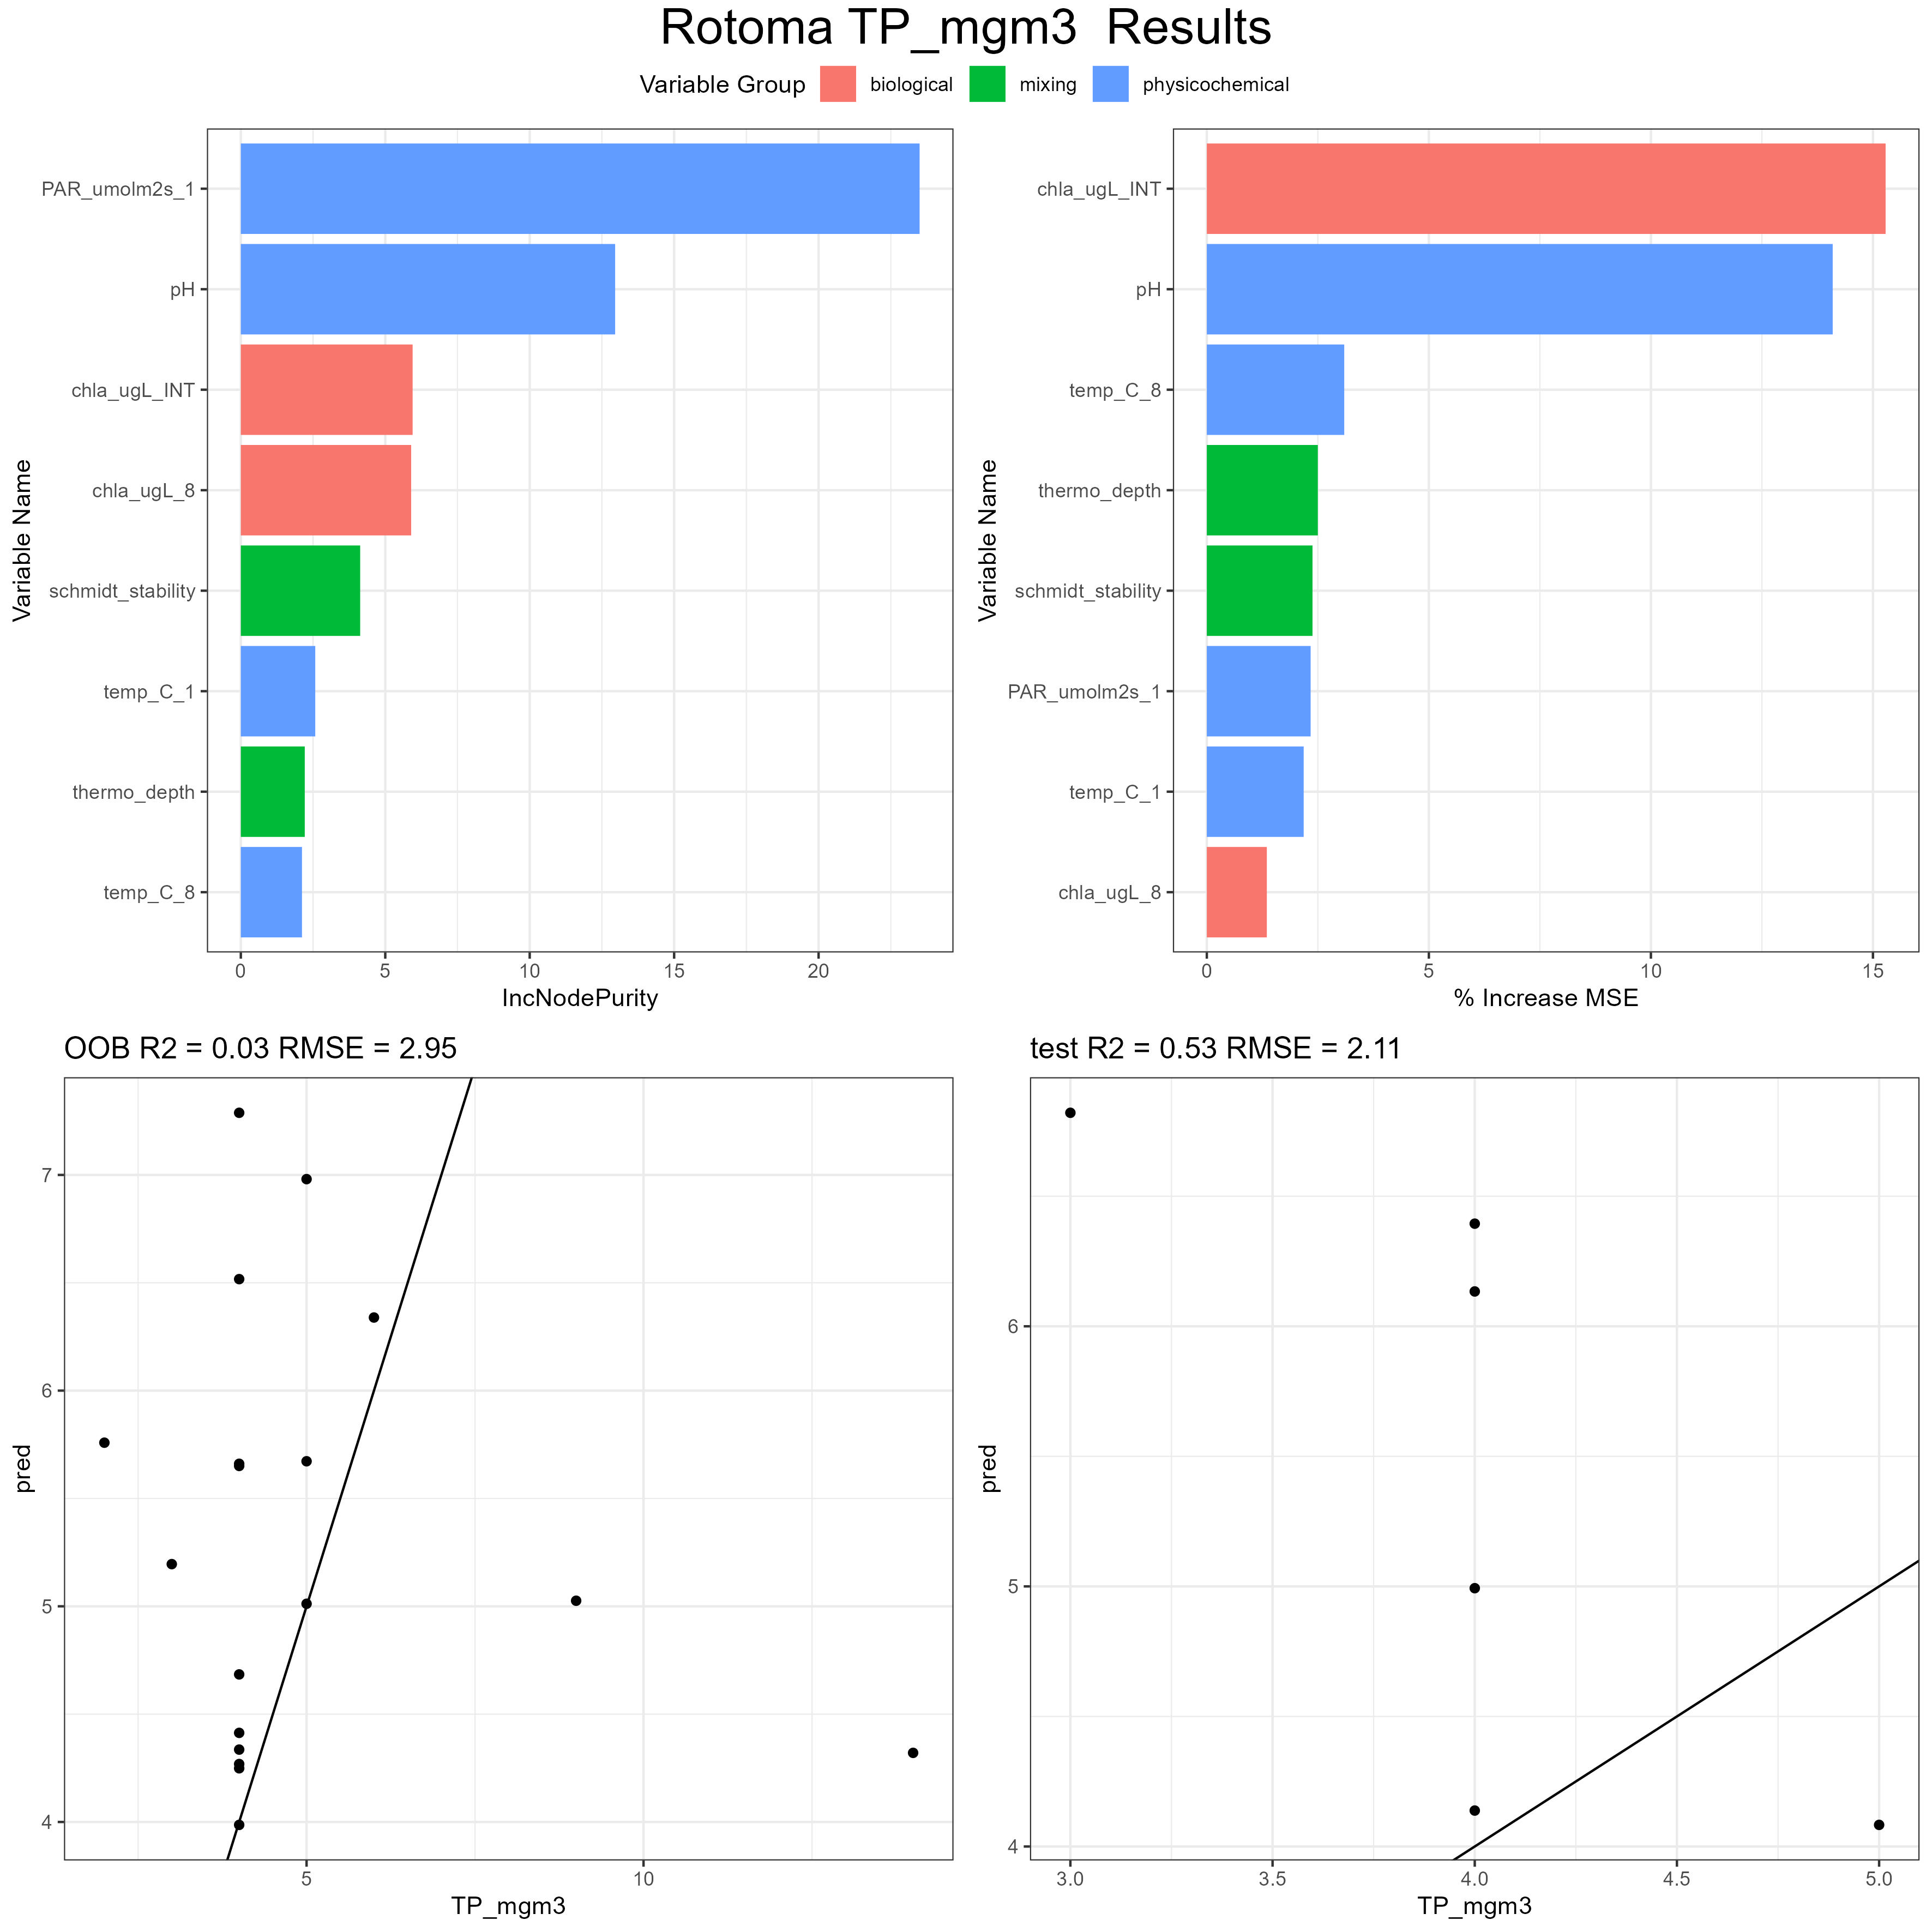 Rotoma TP_mgm3  Results
Variable Group biological mixing physicochemical
Variable Name
PAR_umolm2s_1
pH
chla_ugL_INT
chla_ugL_8
schmidt_stability
temp_C_1
thermo_depth
temp_C_8
0 5 10 15 20
IncNodePurity
Variable Name
chla_ugL_INT
pH
temp_C_8
thermo_depth
schmidt_stability
PAR_umolm2s_1
temp_C_1
chla_ugL_8
0 5 10 15
% Increase MSE
OOB R2 = 0.03 RMSE = 2.95
pred
7
6
5
4
5 10
TP_mgm3
test R2 = 0.53 RMSE = 2.11
pred
6
5
4
3.0 3.5 4.0 4.5 5.0
TP_mgm3